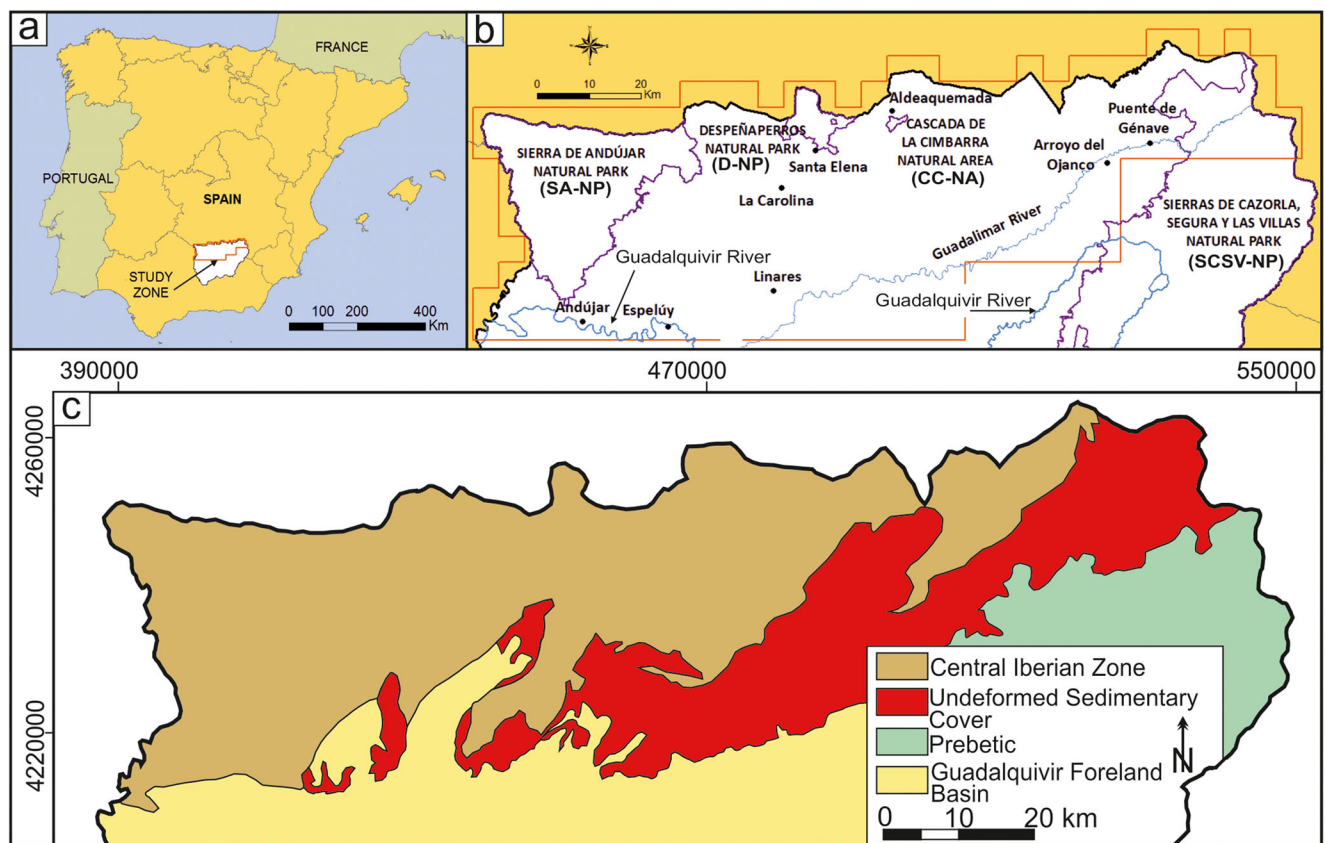 a
FRANCE
PORTUGAL
SPAIN
STUDY
ZONE
0 100 200 400
Km
b
0 10 20
Km
Aldeaquemada
DESPEÑAPERROS
NATURAL PARK
(D-NP)
SIERRA DE ANDÚJAR
NATURAL PARK
(SA-NP)
Santa Elena
La Carolina
CASCADA DE
LA CIMBARRA
NATURAL AREA
(CC-NA)
Puente de
Génave
Arroyo del
Ojanco
SIERRAS DE CAZORLA,
SEGURA Y LAS VILLAS
NATURAL PARK
(SCSV-NP)
Guadalimar River
Guadalquivir River
Linares
Guadalquivir River
Andújar
Espelúy
390000 470000 550000
c
4260000
4220000
Central Iberian Zone
Undeformed Sedimentary
Cover
Prebetic
Guadalquivir Foreland
Basin
N
0 10 20 km